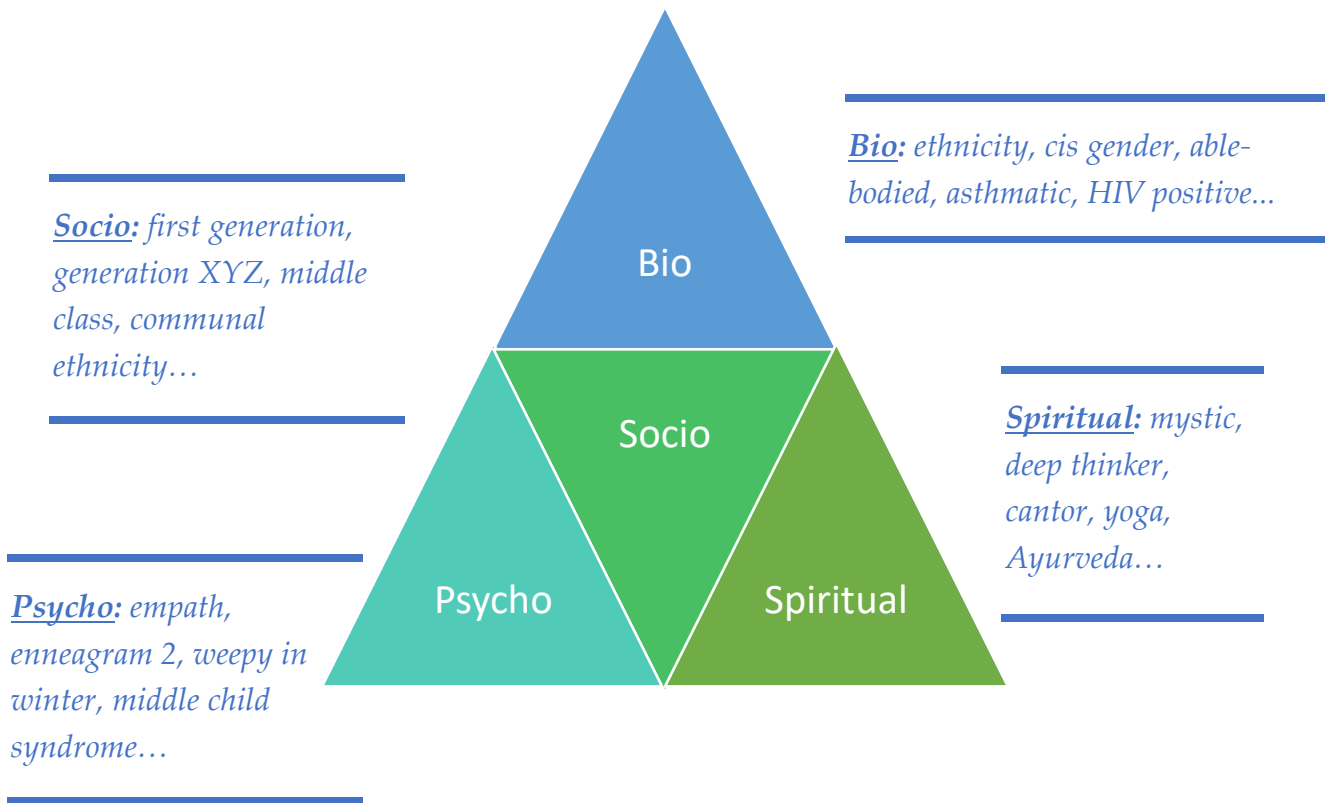 Bio: ethnicity, cis gender, able-
bodied, asthmatic, HIV positive...
Socio: first generation,
generation XYZ, middle
class, communal
ethnicity…
Bio
Socio
Psycho
Spiritual
Spiritual: mystic,
deep thinker,
cantor, yoga,
Ayurveda…
Psycho: empath,
enneagram 2, weepy in
winter, middle child
syndrome…